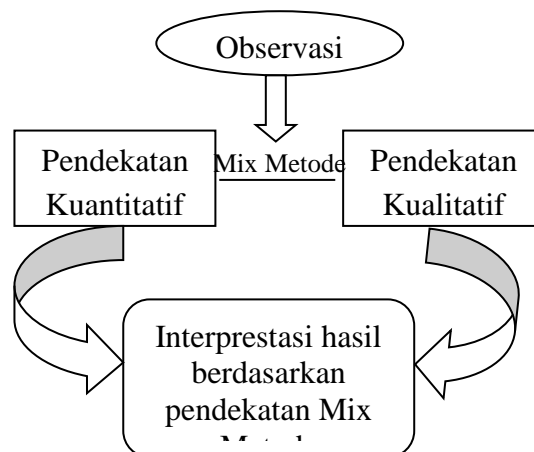 Observasi
Mix Metode
Pendekatan
Kuantitatif
Pendekatan
Kualitatif
Interprestasi hasil
berdasarkan
pendekatan Mix